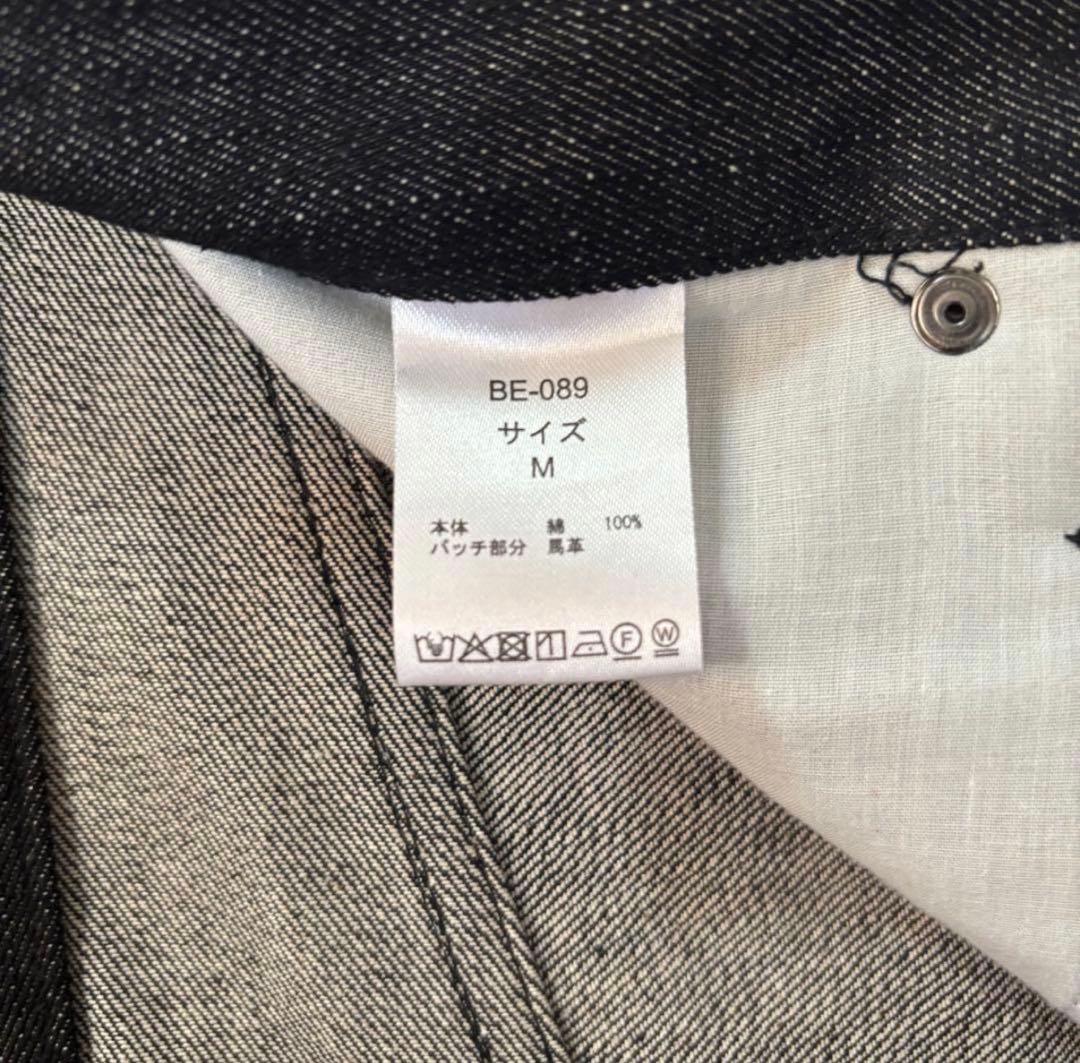 BE-089
サイズ
M
本体 綿 100%
パッチ部分 馬革
F W